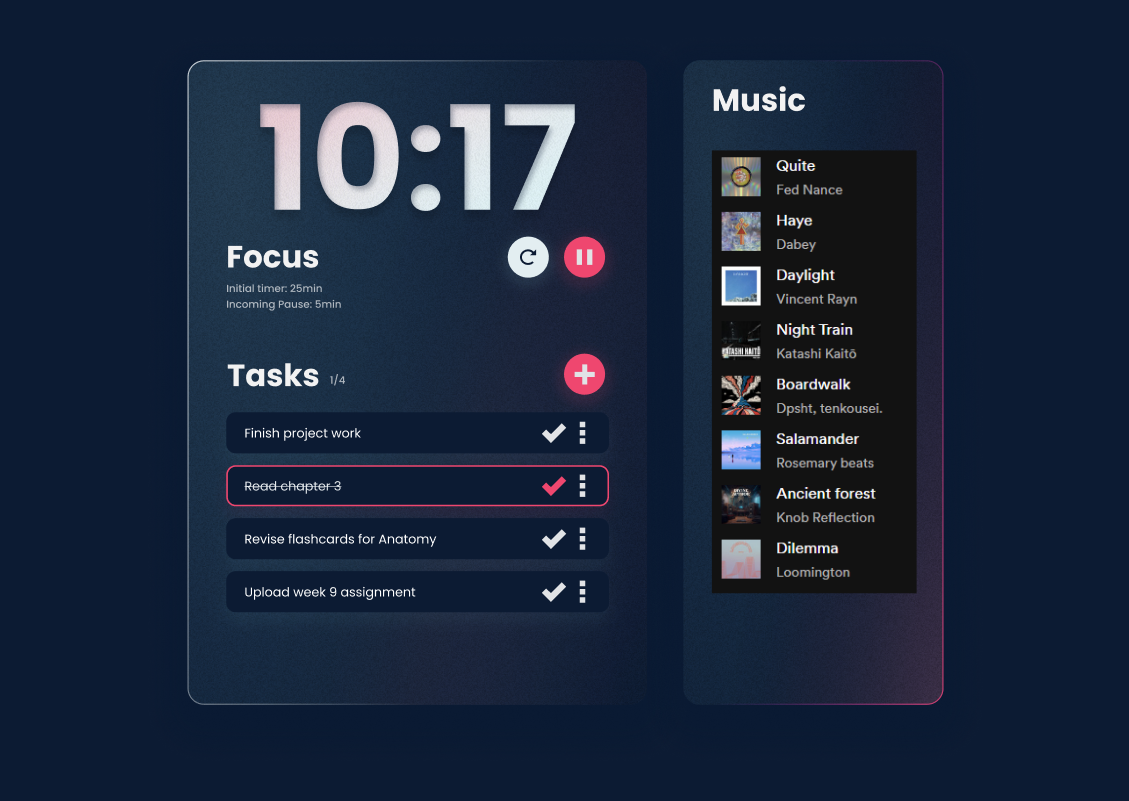 10:17
Focus
Initial timer: 25min
Incoming Pause: 5min
Tasks 1/4
Finish project work
Read chapter 3
Revise flashcards for Anatomy
Upload week 9 assignment
Music
Quite
Fed Nance
Haye
Dabey
Daylight
Vincent Rayn
Night Train
Katashi Kaitō
KATASHI KAITŌ
Boardwalk
Dpsht, tenkousei.
Salamander
Rosemary beats
Ancient forest
Knob Reflection
Dilemma
Loomington